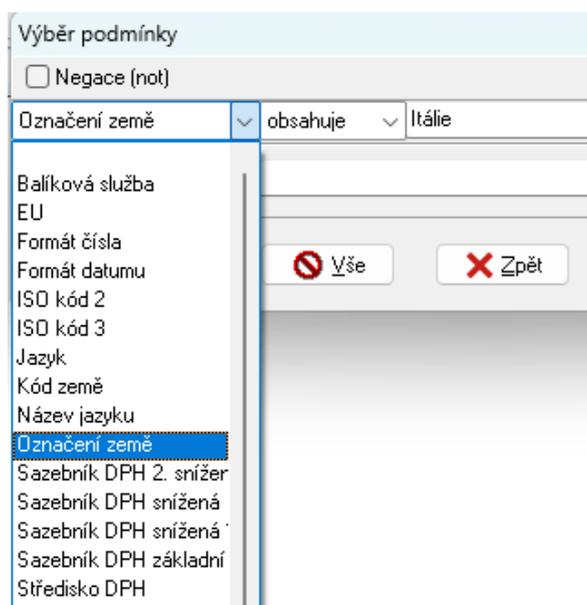 Výběr podmínky
Negace (not)
Označení země obsahuje Itálie
Balíková služba
EU
Formát čísla
Formát datumu
ISO kód 2
ISO kód 3
Jazyk
Kód země
Název jazyku
Označení země
Sazebník DPH 2. snížen
Sazebník DPH snížená
Sazebník DPH snížená
Sazebník DPH základní
Středisko DPH
Vše Zpět